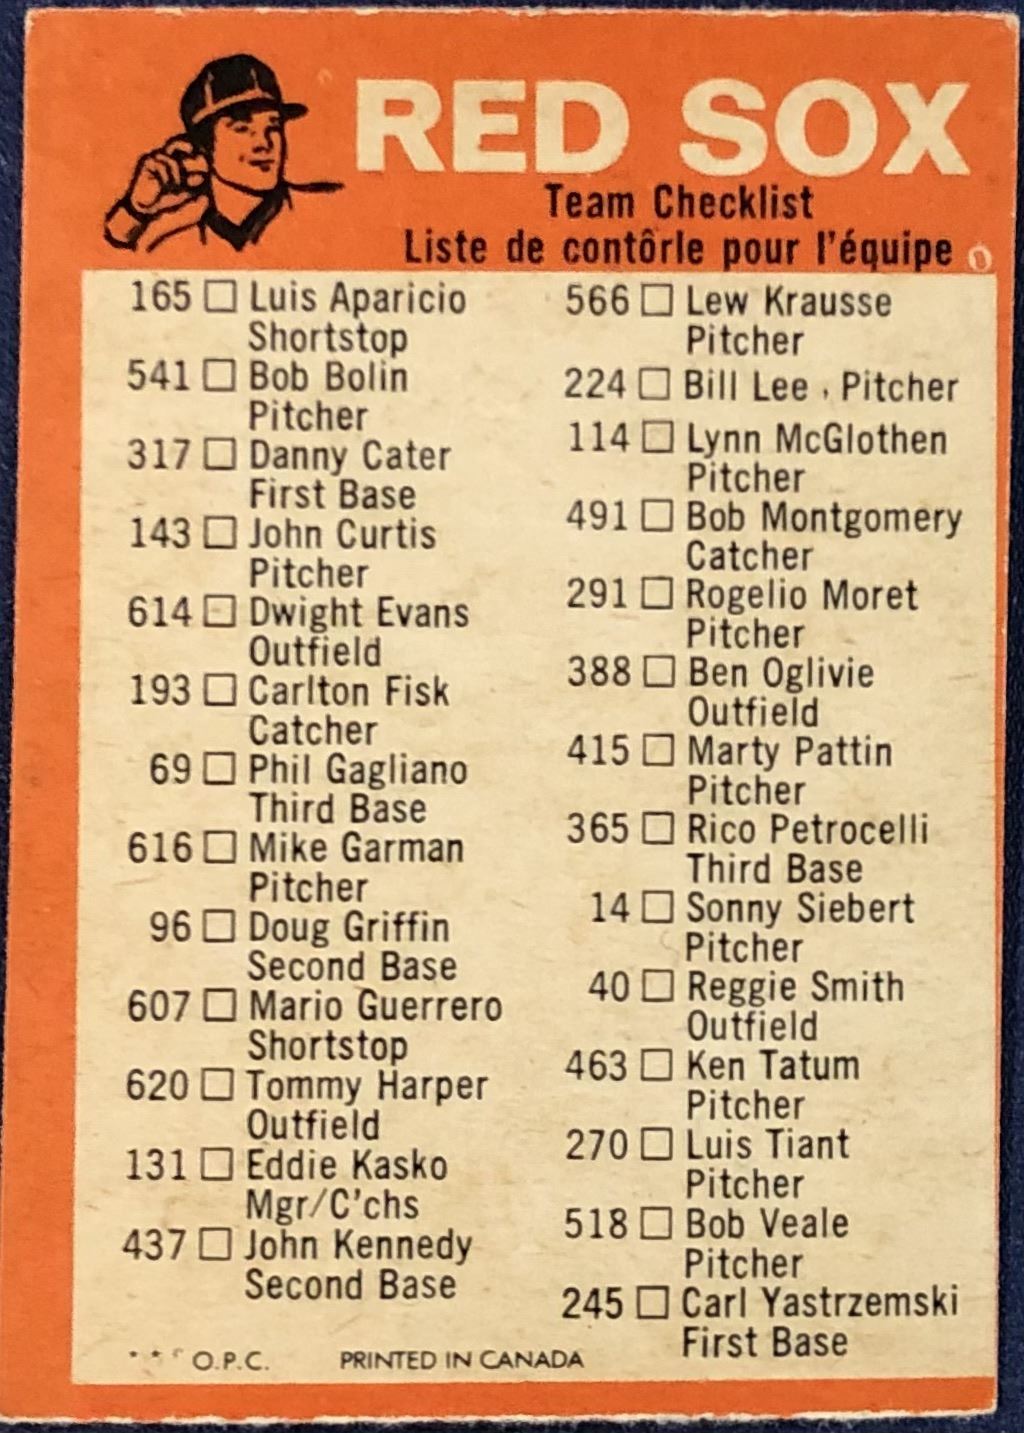 RED SOX
Team Checklist
Liste de contôrle pour l'équipe
165 Luis Aparicio
Shortstop
541 Bob Bolin
Pitcher
317 Danny Cater
First Base
143 John Curtis
Pitcher
614 Dwight Evans
Outfield
193 Carlton Fisk
Catcher
69 Phil Gagliano
Third Base
616 Mike Garman
Pitcher
96 Doug Griffin
Second Base
607 Mario Guerrero
Shortstop
620 Tommy Harper
Outfield
131 Eddie Kasko
Mgr/C'chs
437 John Kennedy
Second Base
566 Lew Krausse
Pitcher
224 Bill Lee , Pitcher
114 Lynn McGlothen
Pitcher
491 Bob Montgomery
Catcher
291 Rogelio Moret
Pitcher
388 Ben Oglivie
Outfield
415 Marty Pattin
Pitcher
365 Rico Petrocelli
Third Base
14 Sonny Siebert
Pitcher
40 Reggie Smith
Outfield
463 Ken Tatum
Pitcher
270 Luis Tiant
Pitcher
518 Bob Veale
Pitcher
245 Carl Yastrzemski
First Base
* * O.P.C. PRINTED IN CANADA